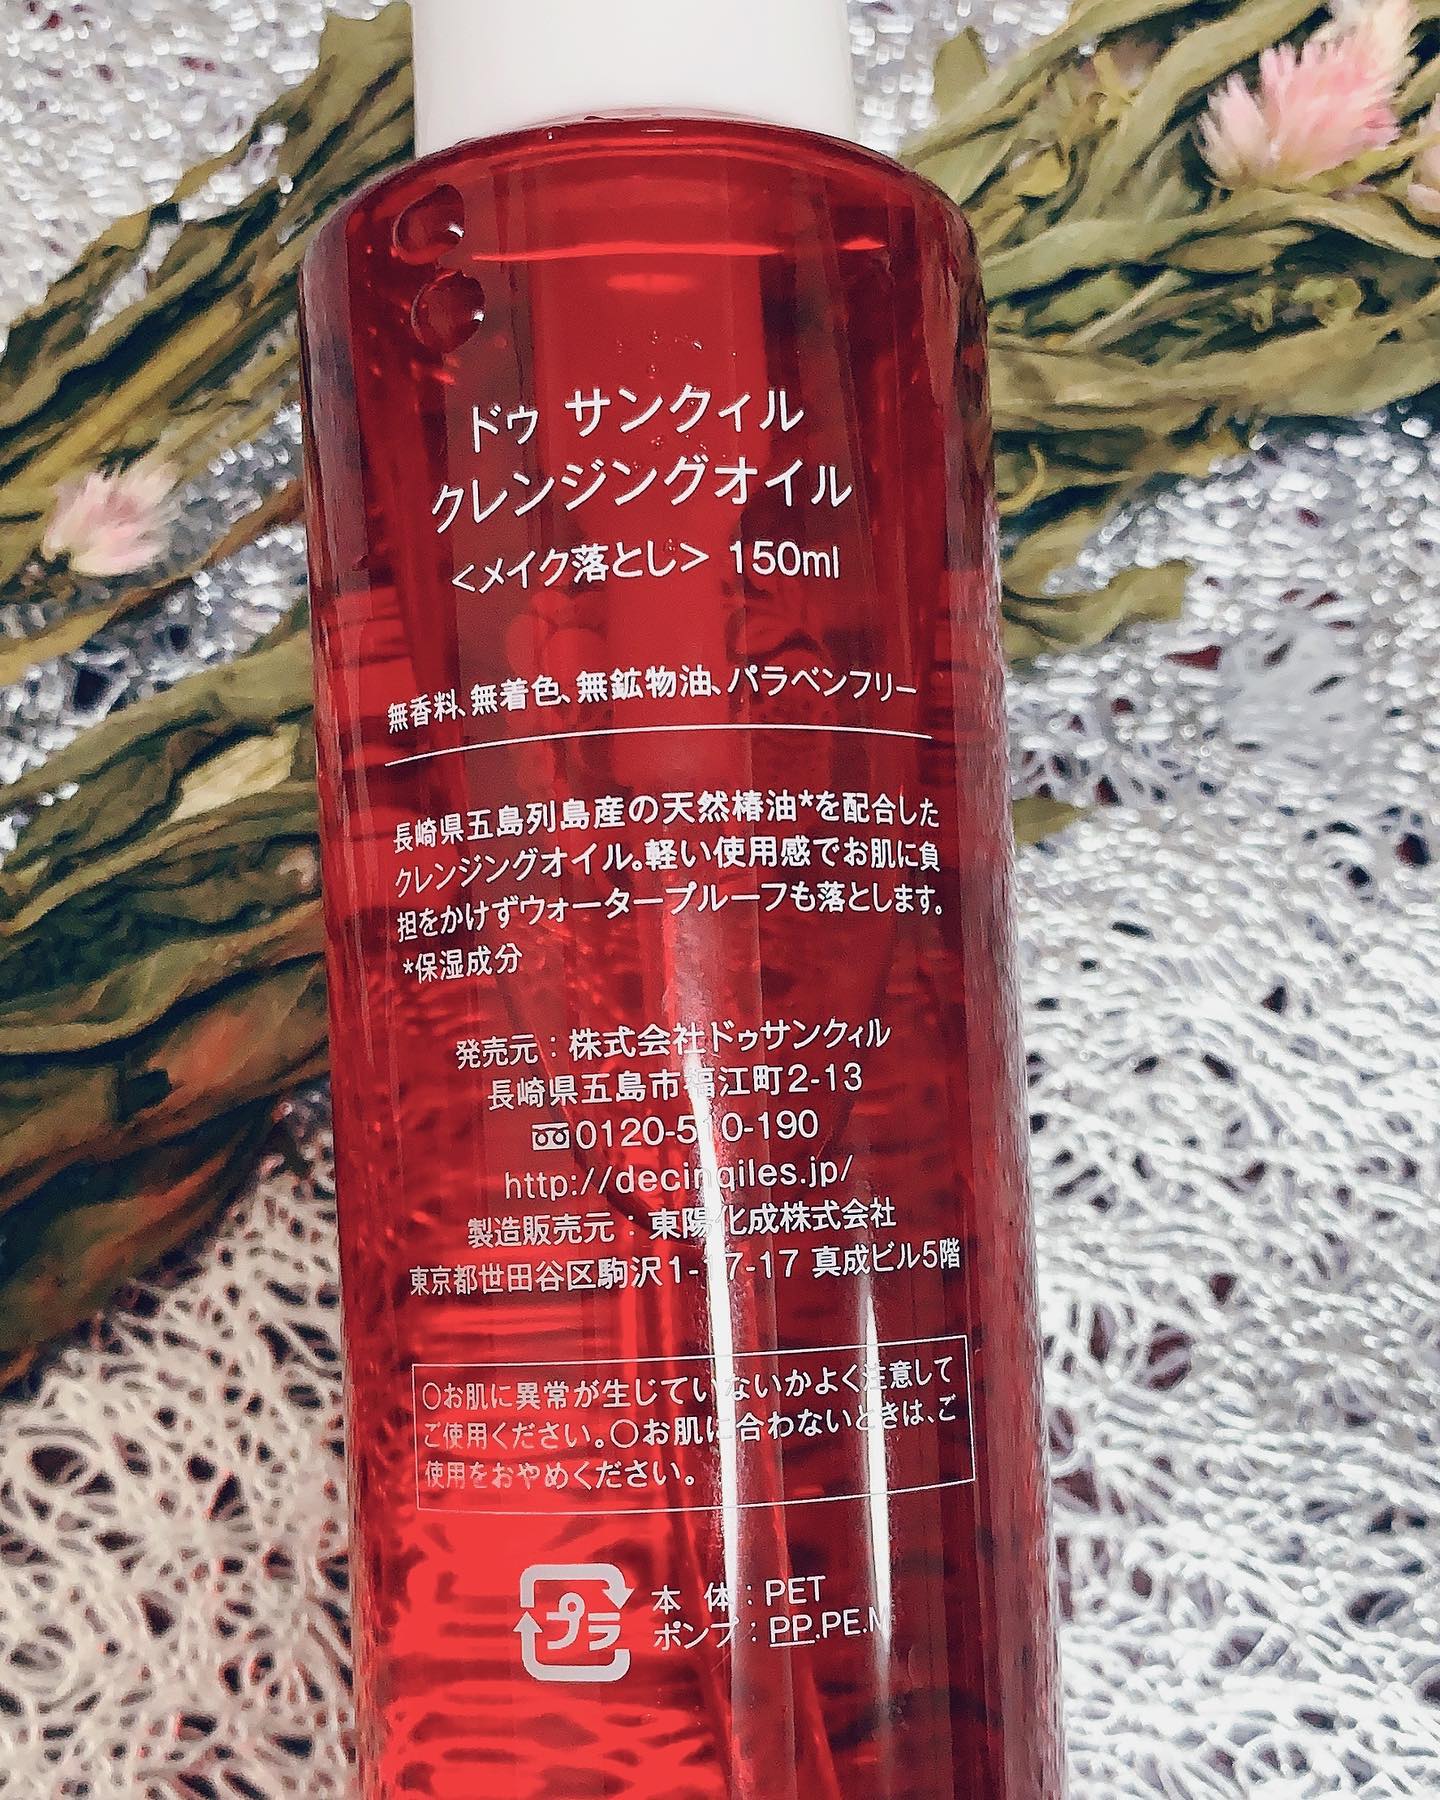 ドゥ サンクィル
クレンジングオイル
<メイク落とし> 150ml
無香料、無着色、無鉱物油、パラベンフリー
長崎県五島列島産の天然椿油*を配合した
クレンジングオイル。軽い使用感でお肌に負
担をかけずウォータープルーフも落とします。
*保湿成分
発売元：株式会社ドゥサンクィル
長崎県五島市福江町2-13
0120-510-190
http://decinqiles.jp/
製造販売元：東陽化成株式会社
東京都世田谷区駒沢 真成ビル5階
○お肌に異常が生じていないかよく注意して
ご使用ください。○お肌に合わないときは、ご
使用をおやめください。
プラ
本 体：PET
ポンプ：PP.PE.M